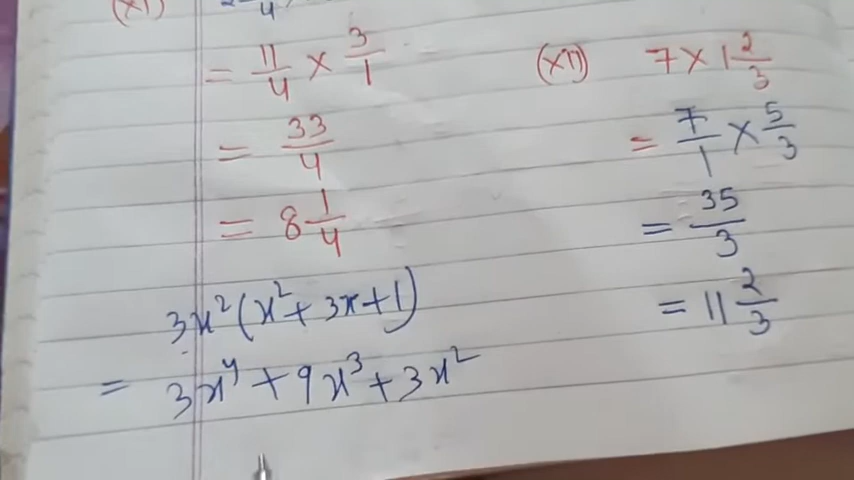 (XI)
= 11/4 × 3/1
= 33/4
= 8 1/4
3x²(x² + 3x + 1)
= 3x⁴ + 9x³ + 3x²
(XII) 7 × 1 2/3
= 7/1 × 5/3
= 35/3
= 11 2/3